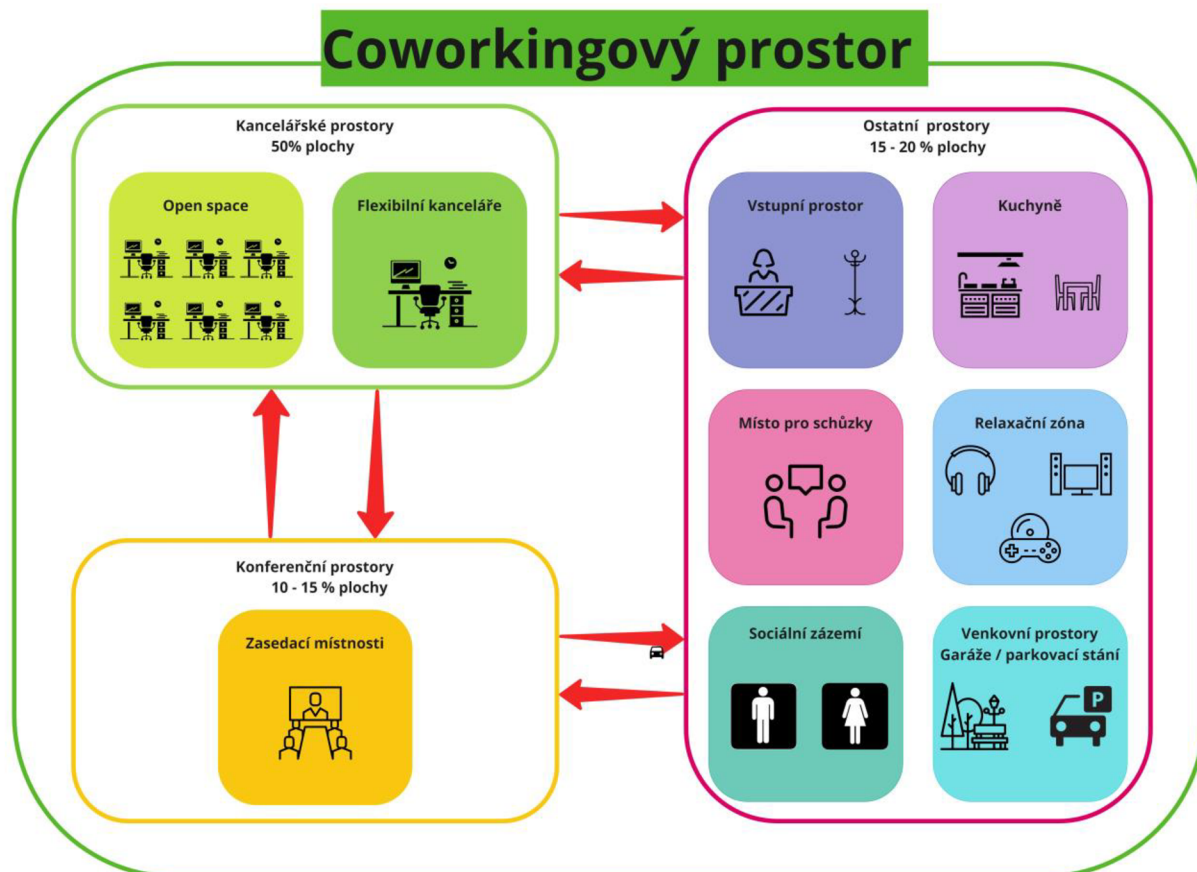 Coworkingový prostor
Kancelářské prostory
50% plochy
Open space
Flexibilní kanceláře
Konferenční prostory
10 - 15 % plochy
Zasedací místnosti
Ostatní prostory
15 - 20 % plochy
Vstupní prostor
Kuchyně
Místo pro schůzky
Relaxační zóna
Sociální zázemí
Venkovní prostory
Garáže / parkovací stání
P